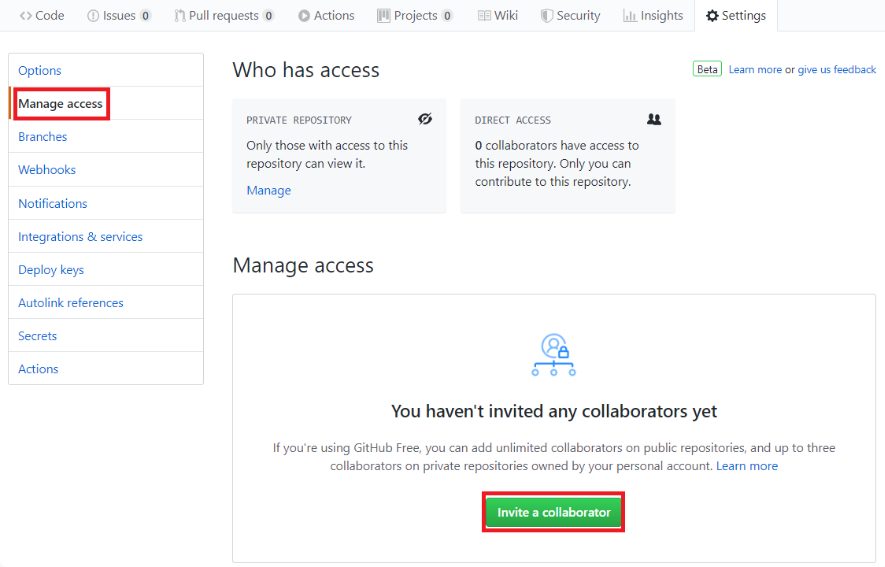 Code Issues 0 Pull requests 0 Actions Projects 0 Wiki Security Insights Settings
Options
Manage access
Branches
Webhooks
Notifications
Integrations & services
Deploy keys
Autolink references
Secrets
Actions
Who has access
Beta Learn more or give us feedback
PRIVATE REPOSITORY
Only those with access to this
repository can view it.
Manage
DIRECT ACCESS
0 collaborators have access to
this repository. Only you can
contribute to this repository.
Manage access
You haven't invited any collaborators yet
If you're using GitHub Free, you can add unlimited collaborators on public repositories, and up to three
collaborators on private repositories owned by your personal account. Learn more
Invite a collaborator